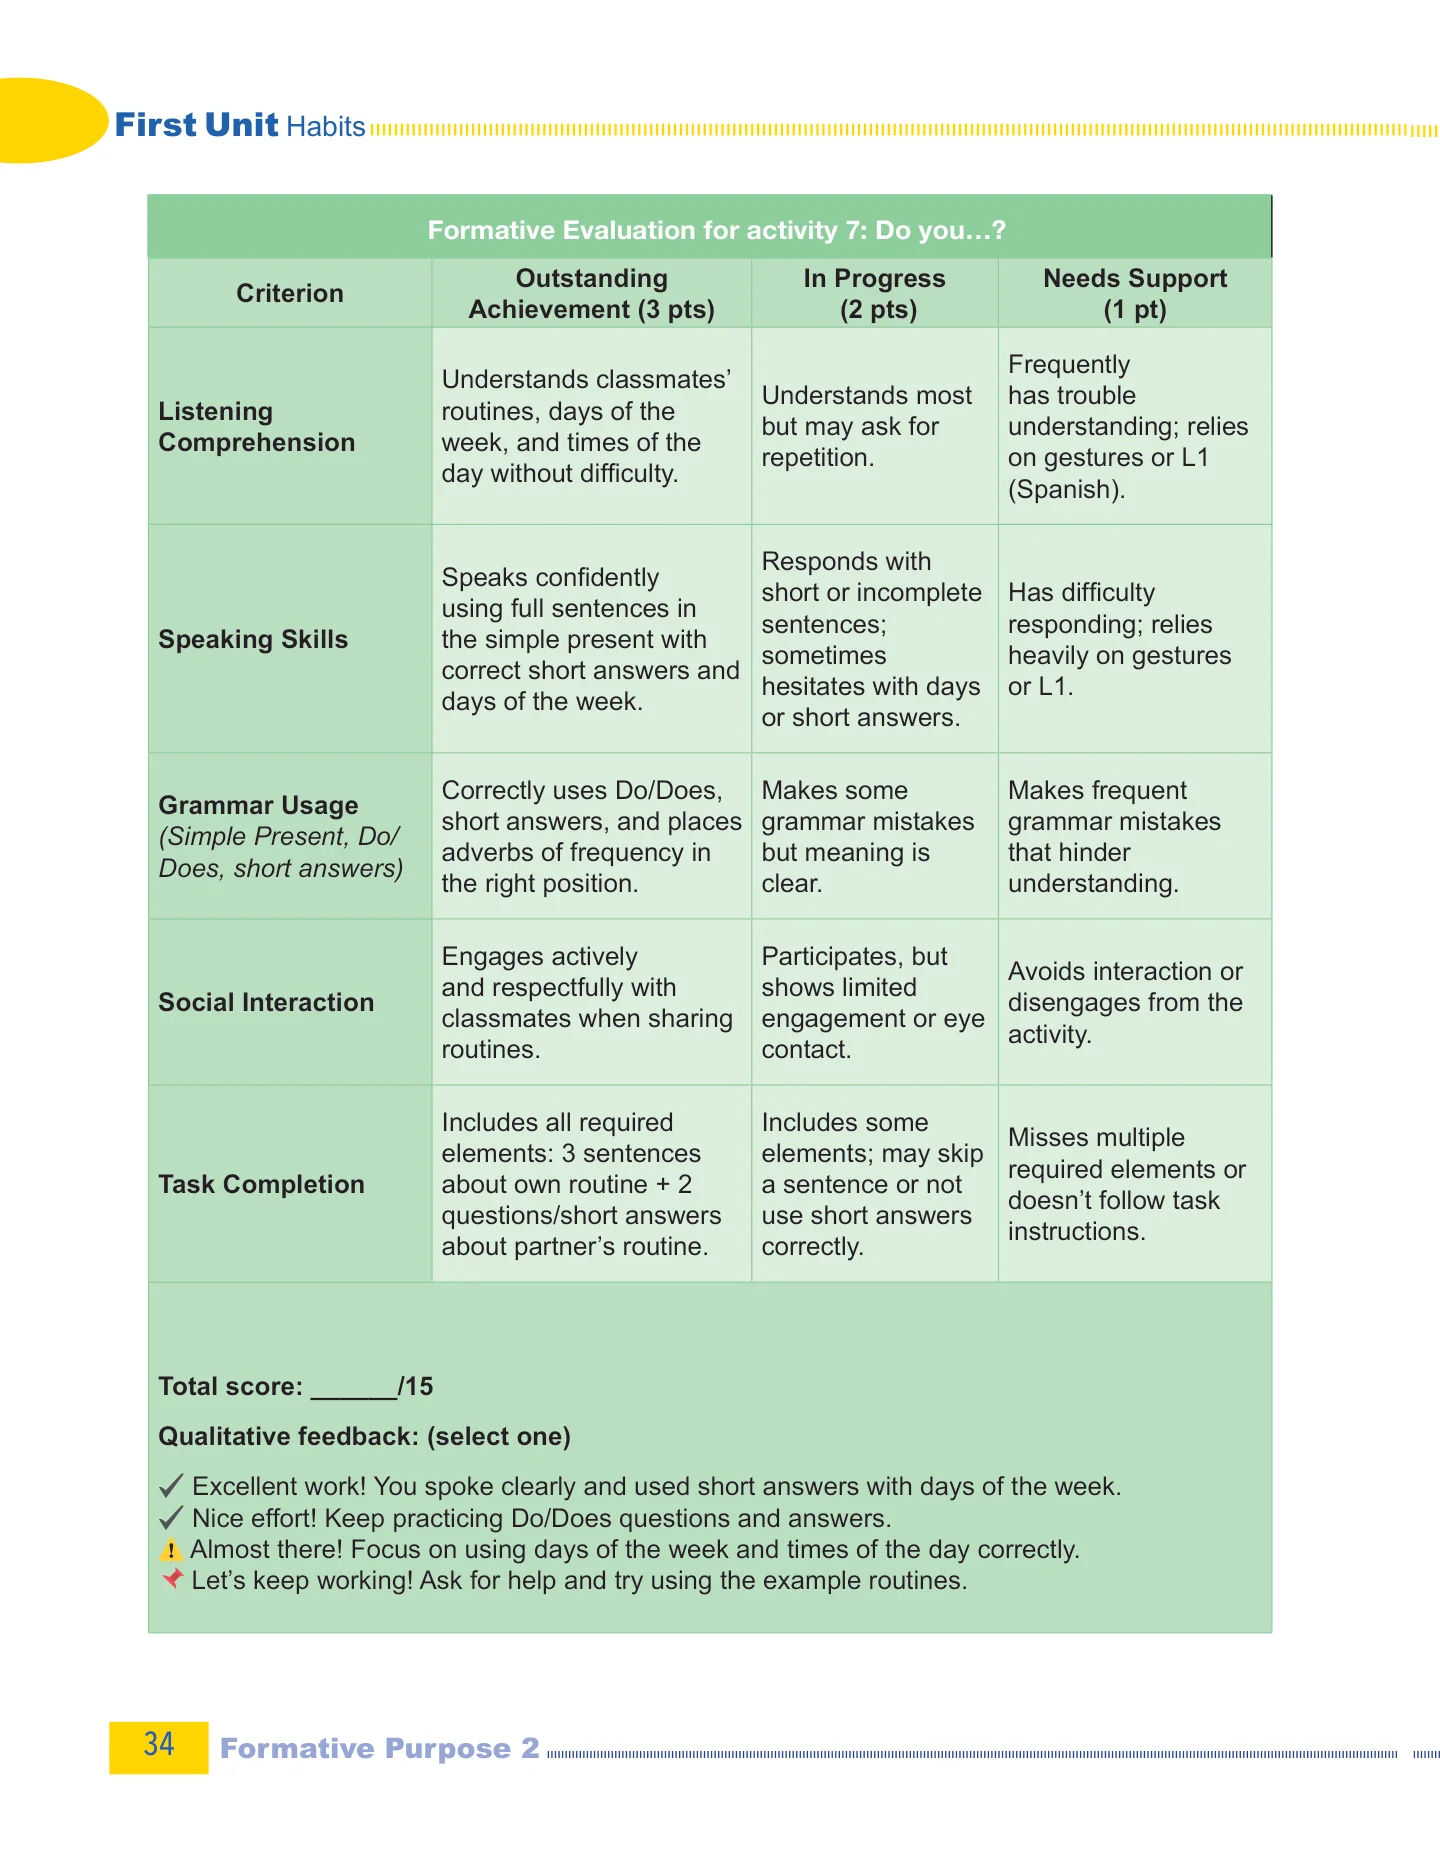 First Unit Habits
Formative Evaluation for activity 7: Do you…?
Criterion
Outstanding
Achievement (3 pts)
In Progress
(2 pts)
Needs Support
(1 pt)
Listening
Comprehension
Understands classmates’
routines, days of the
week, and times of the
day without difficulty.
Understands most
but may ask for
repetition.
Frequently
has trouble
understanding; relies
on gestures or L1
(Spanish).
Speaking Skills
Speaks confidently
using full sentences in
the simple present with
correct short answers and
days of the week.
Responds with
short or incomplete
sentences;
sometimes
hesitates with days
or short answers.
Has difficulty
responding; relies
heavily on gestures
or L1.
Grammar Usage
(Simple Present, Do/
Does, short answers)
Correctly uses Do/Does,
short answers, and places
adverbs of frequency in
the right position.
Makes some
grammar mistakes
but meaning is
clear.
Makes frequent
grammar mistakes
that hinder
understanding.
Social Interaction
Engages actively
and respectfully with
classmates when sharing
routines.
Participates, but
shows limited
engagement or eye
contact.
Avoids interaction or
disengages from the
activity.
Task Completion
Includes all required
elements: 3 sentences
about own routine + 2
questions/short answers
about partner’s routine.
Includes some
elements; may skip
a sentence or not
use short answers
correctly.
Misses multiple
required elements or
doesn’t follow task
instructions.
Total score: ______/15
Qualitative feedback: (select one)
✓ Excellent work! You spoke clearly and used short answers with days of the week.
✓ Nice effort! Keep practicing Do/Does questions and answers.
⚠ Almost there! Focus on using days of the week and times of the day correctly.
📌 Let’s keep working! Ask for help and try using the example routines.
34 Formative Purpose 2